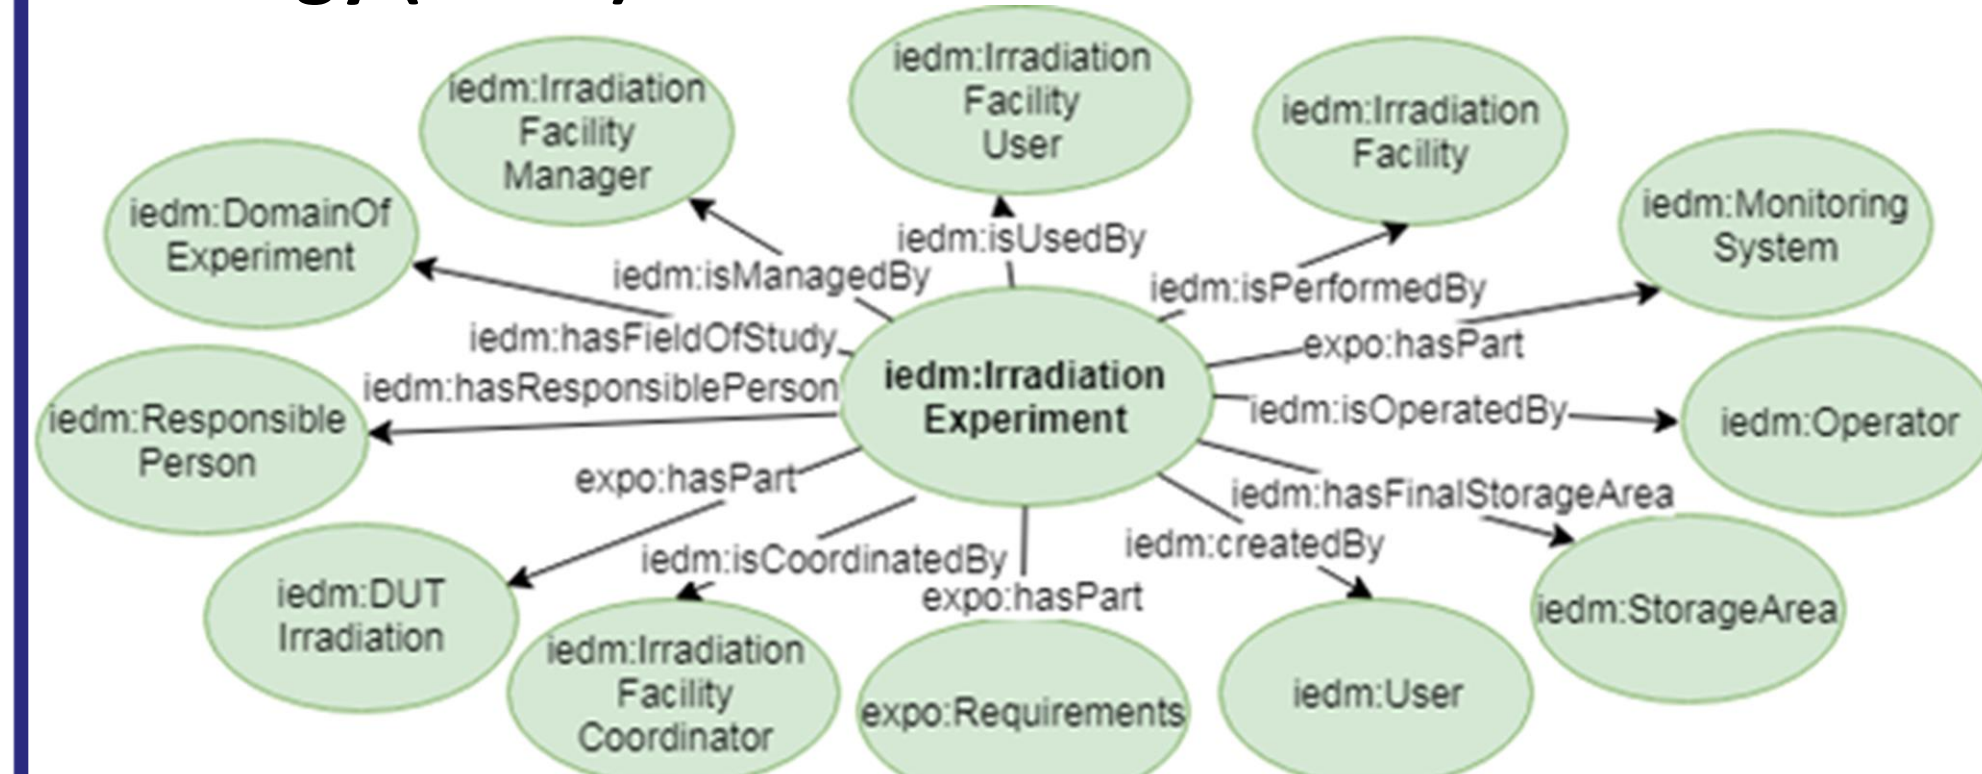 iedm:Irradiation
Facility
User
iedm:Irradiation
Facility
Manager
iedm:Irradiation
Facility
iedm:DomainOf
Experiment
iedm:Monitoring
System
iedm:isUsedBy
iedm:isManagedBy
iedm:isPerformedBy
iedm:hasFieldOfStudy
expo:hasPart
iedm:hasResponsiblePerson
iedm:Irradiation
Experiment
iedm:isOperatedBy
iedm:Operator
iedm:Responsible
Person
expo:hasPart
iedm:hasFinalStorageArea
iedm:isCoordinatedBy
iedm:createdBy
expo:hasPart
iedm:DUT
Irradiation
iedm:StorageArea
iedm:Irradiation
Facility
Coordinator
expo:Requirements
iedm:User